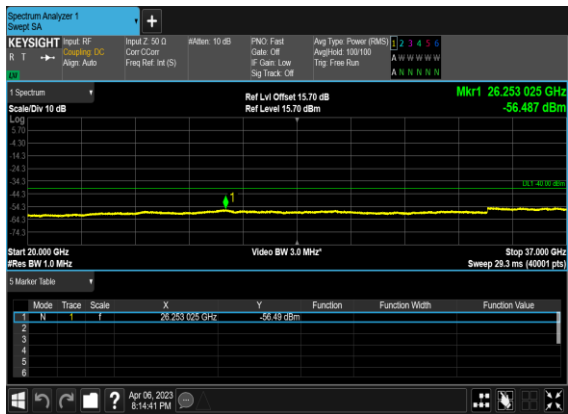 Spectrum Analyzer 1
Swept SA
KEYSIGHT Input: RF Input Z: 50 Ω #Atten: 10 dB PNO: Fast Avg Type: Power (RMS) 1 2 3 4 5 6
R T Coupling: DC Corr CCorr Gate: Off Avg|Hold: 100/100 A W W W W W
Align: Auto Freq Ref: Int (S) IF Gain: Low Trig: Free Run
Sig Track: Off A N N N N N
1 Spectrum Ref Lvl Offset 15.70 dB Mkr1 26.253 025 GHz
Scale/Div 10 dB Ref Level 15.70 dBm -56.487 dBm
Log
5.70
-4.30
-14.3
-24.3
-34.3 DL1 -40.00 dBm
-44.3
1
-54.3
-64.3
-74.3
Start 20.000 GHz Video BW 3.0 MHz* Stop 37.000 GHz
#Res BW 1.0 MHz Sweep 29.3 ms (40001 pts)
5 Marker Table
Mode Trace Scale X Y Function Function Width Function Value
1 N 1 f 26.253 025 GHz -56.49 dBm
2
3
4
5
6
Apr 06, 2023
8:14:41 PM